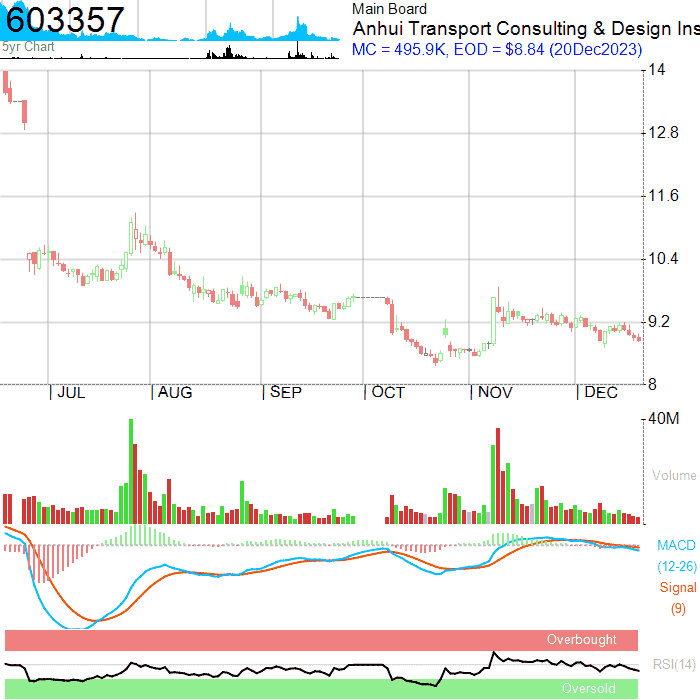 603357
5yr Chart
Main Board
Anhui Transport Consulting & Design Ins
MC = 495.9K, EOD = $8.84 (20Dec2023)
14
12.8
11.6
10.4
9.2
8
JUL AUG SEP OCT NOV DEC
40M
Volume
MACD
(12-26)
Signal
(9)
Overbought
RSI(14)
Oversold